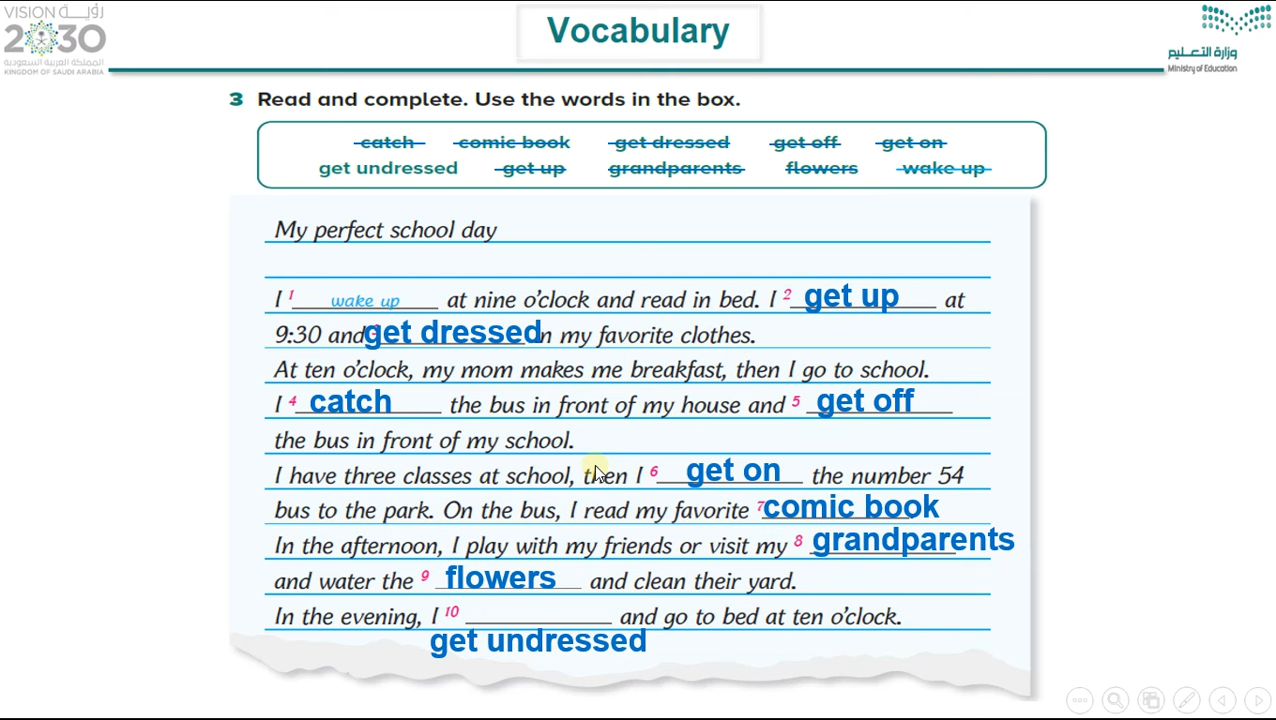 VISION رؤيـــة
2030
المملكة العربية السعودية
KINGDOM OF SAUDI ARABIA
Vocabulary
وزارة التعـليم
Ministry of Education
3 Read and complete. Use the words in the box.
catch comic book get dressed get off get on
get undressed get up grandparents flowers wake up
My perfect school day
I 1 wake up at nine o'clock and read in bed. I 2 get up at
9:30 and 3 get dressed in my favorite clothes.
At ten o'clock, my mom makes me breakfast, then I go to school.
I 4 catch the bus in front of my house and 5 get off
the bus in front of my school.
I have three classes at school, then I 6 get on the number 54
bus to the park. On the bus, I read my favorite 7 comic book.
In the afternoon, I play with my friends or visit my 8 grandparents
and water the 9 flowers and clean their yard.
In the evening, I 10 ____________ and go to bed at ten o'clock.
get undressed